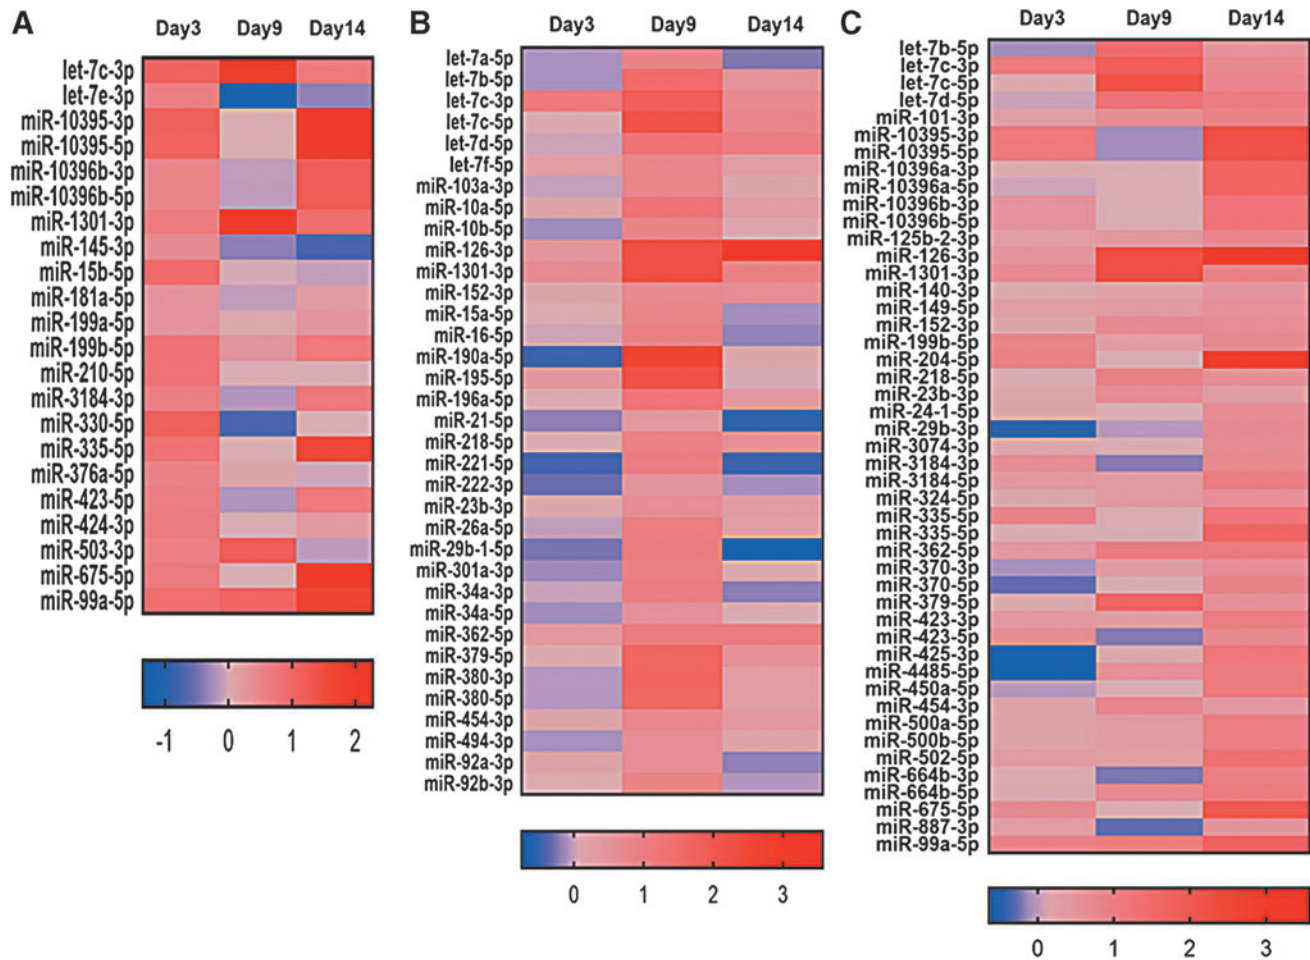 A
Day3 Day9 Day14
let-7c-3p
let-7e-3p
miR-10395-3p
miR-10395-5p
miR-10396b-3p
miR-10396b-5p
miR-1301-3p
miR-145-3p
miR-15b-5p
miR-181a-5p
miR-199a-5p
miR-199b-5p
miR-210-5p
miR-3184-3p
miR-330-5p
miR-335-5p
miR-376a-5p
miR-423-5p
miR-424-3p
miR-503-3p
miR-675-5p
miR-99a-5p
-1 0 1 2
B
Day3 Day9 Day14
let-7a-5p
let-7b-5p
let-7c-3p
let-7c-5p
let-7d-5p
let-7f-5p
miR-103a-3p
miR-10a-5p
miR-10b-5p
miR-126-3p
miR-1301-3p
miR-152-3p
miR-15a-5p
miR-16-5p
miR-190a-5p
miR-195-5p
miR-196a-5p
miR-21-5p
miR-218-5p
miR-221-5p
miR-222-3p
miR-23b-3p
miR-26a-5p
miR-29b-1-5p
miR-301a-3p
miR-34a-3p
miR-34a-5p
miR-362-5p
miR-379-5p
miR-380-3p
miR-380-5p
miR-454-3p
miR-494-3p
miR-92a-3p
miR-92b-3p
0 1 2 3
C
Day3 Day9 Day14
let-7b-5p
let-7c-3p
let-7c-5p
let-7d-5p
miR-101-3p
miR-10395-3p
miR-10395-5p
miR-10396a-3p
miR-10396a-5p
miR-10396b-3p
miR-10396b-5p
miR-125b-2-3p
miR-126-3p
miR-1301-3p
miR-140-3p
miR-149-5p
miR-152-3p
miR-199b-5p
miR-204-5p
miR-218-5p
miR-23b-3p
miR-24-1-5p
miR-29b-3p
miR-3074-3p
miR-3184-3p
miR-3184-5p
miR-324-5p
miR-335-5p
miR-335-5p
miR-362-5p
miR-370-3p
miR-370-5p
miR-379-5p
miR-423-3p
miR-423-5p
miR-425-3p
miR-4485-5p
miR-450a-5p
miR-454-3p
miR-500a-5p
miR-500b-5p
miR-502-5p
miR-664b-3p
miR-664b-5p
miR-675-5p
miR-887-3p
miR-99a-5p
0 1 2 3